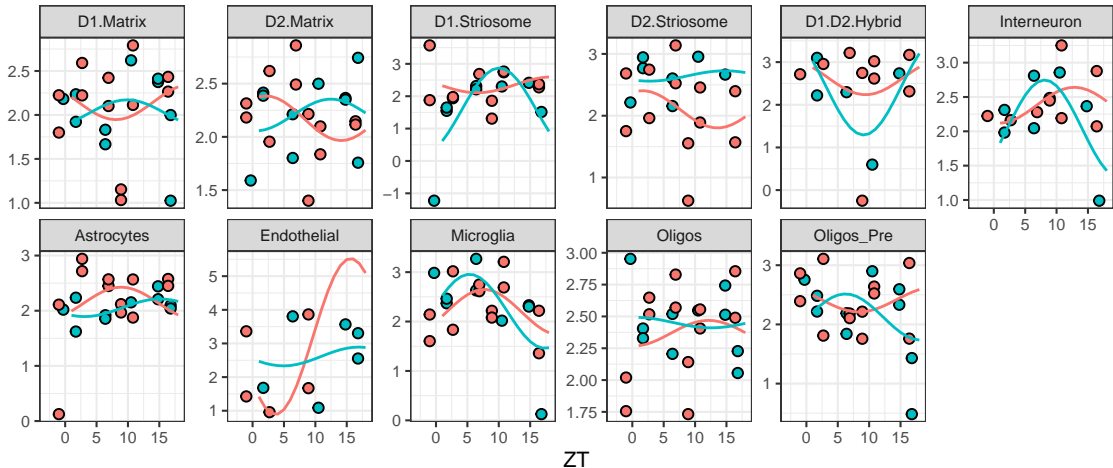 D1.Matrix D2.Matrix D1.Striosome D2.Striosome D1.D2.Hybrid Interneuron
2.5 2.0 1.5 1.0
2.5 2.0 1.5
3 2 1 0 −1
3 2 1
3 2 1 0
3.0 2.5 2.0 1.5 1.0
0 5 10 15
Astrocytes Endothelial Microglia Oligos Oligos_Pre
3 2 1 0
5 4 3 2 1
3 2 1 0
3.00 2.75 2.50 2.25 2.00 1.75
3 2 1
0 5 10 15 0 5 10 15 0 5 10 15 0 5 10 15 0 5 10 15
ZT